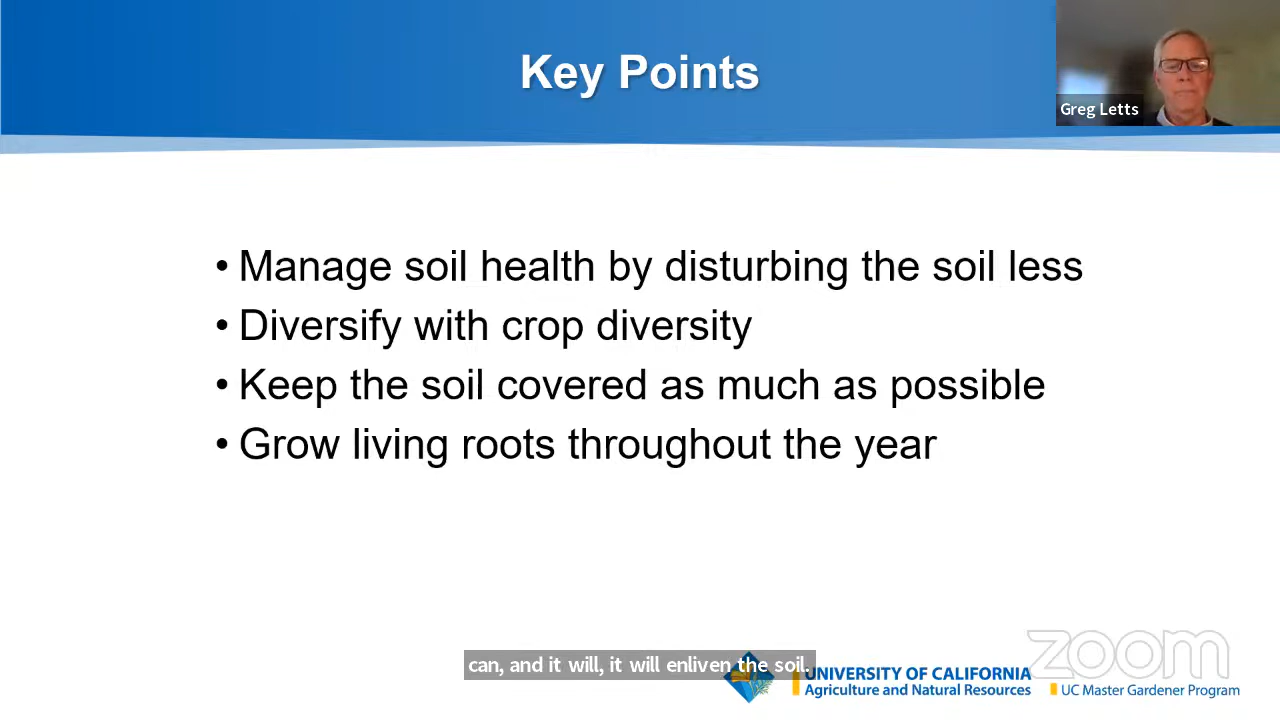 Key Points
Greg Letts
• Manage soil health by disturbing the soil less
• Diversify with crop diversity
• Keep the soil covered as much as possible
• Grow living roots throughout the year
zoom
can, and it will, it will enliven the soil.
UNIVERSITY OF CALIFORNIA
Agriculture and Natural Resources
UC Master Gardener Program